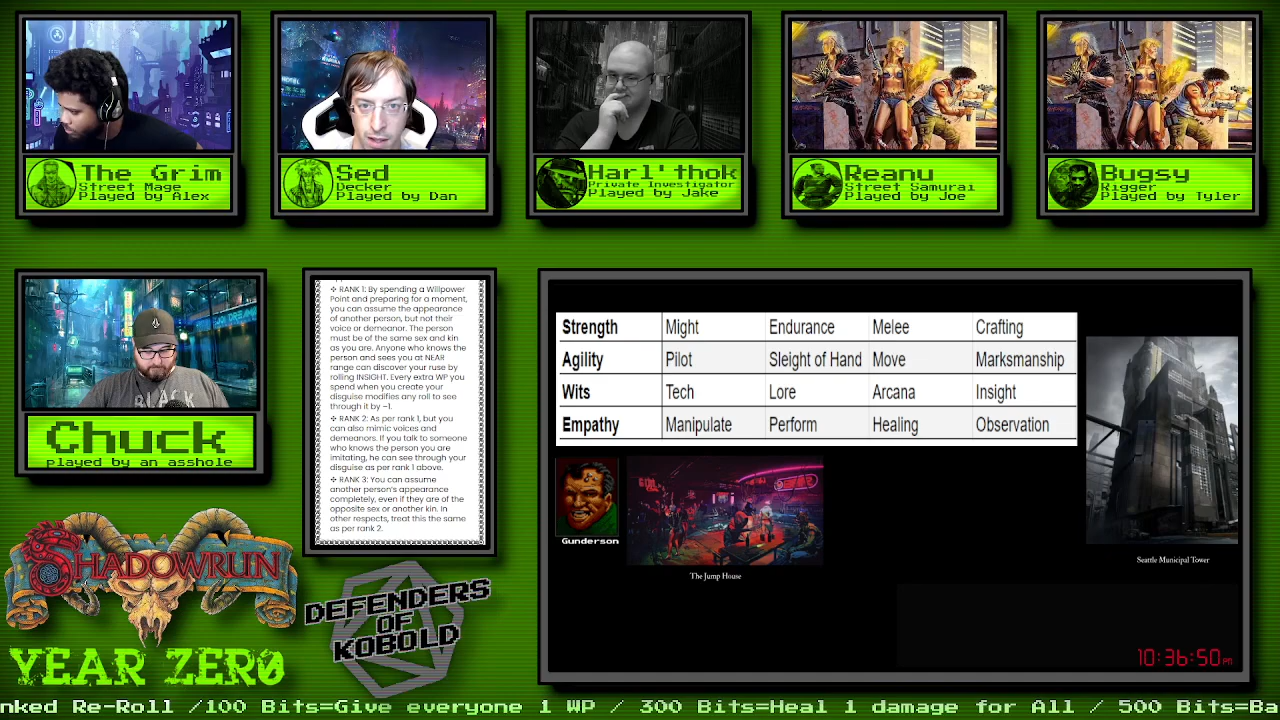 The Grim
Street Mage
Played by Alex
Sed
Decker
Played by Dan
Harl'thok
Private Investigator
Played by Jake
Reanu
Street Samurai
Played by Joe
Bugsy
Rigger
Played by Tyler
Chuck
played by an asshole
✣ RANK 1: By spending a Willpower
Point and preparing for a moment,
you can assume the appearance
of another person, but not their
voice or demeanor. The person
must be of the same sex and kin
as you are. Anyone who knows the
person and sees you at NEAR
range can discover your ruse by
rolling INSIGHT. Every extra WP you
spend when you create your
disguise modifies any roll to see
through it by –1.
✣ RANK 2: As per rank 1, but you
can also mimic voices and
demeanors. If you talk to someone
who knows the person you are
imitating, he can see through your
disguise as per rank 1 above.
✣ RANK 3: You can assume
another person's appearance
completely, even if they are of the
opposite sex or another kin. In
other respects, treat this the same
as per rank 2.
Strength Might Endurance Melee Crafting
Agility Pilot Sleight of Hand Move Marksmanship
Wits Tech Lore Arcana Insight
Empathy Manipulate Perform Healing Observation
Gunderson
The Jump House
Seattle Municipal Tower
10:36:50 PM
SHADOWRUN
YEAR ZERO
DEFENDERS
OF
KOBOLD
nked Re-Roll /100 Bits=Give everyone 1 WP / 300 Bits=Heal 1 damage for All / 500 Bits=Ba